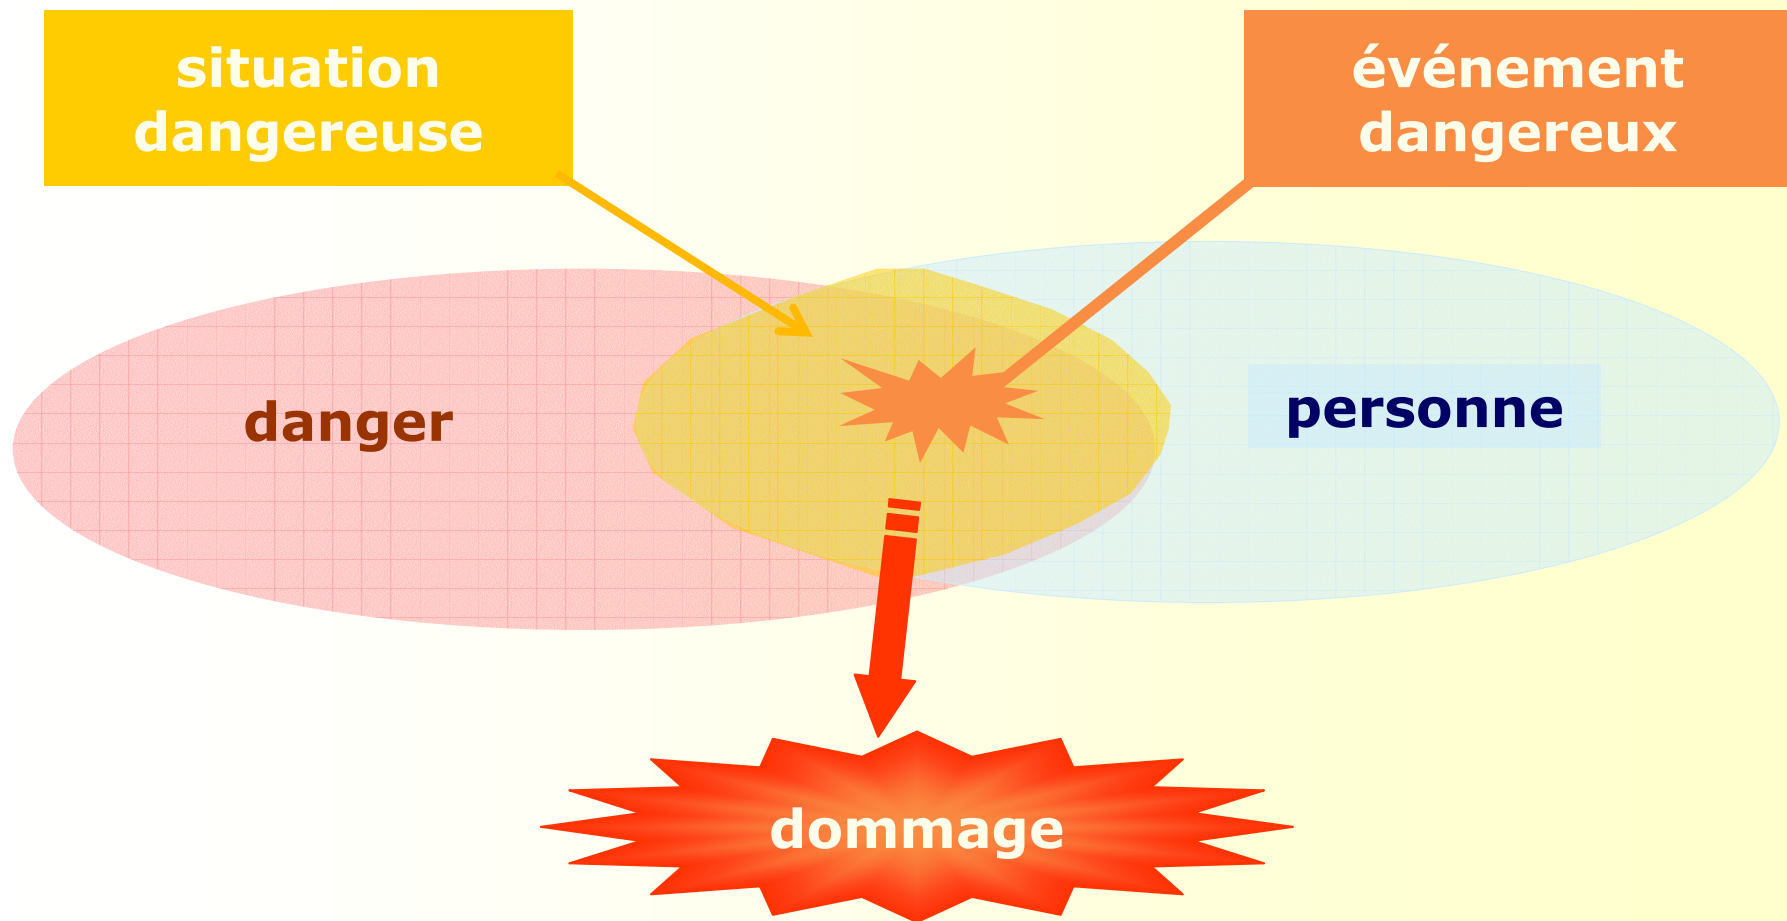 situation
dangereuse
événement
dangereux
danger
personne
dommage